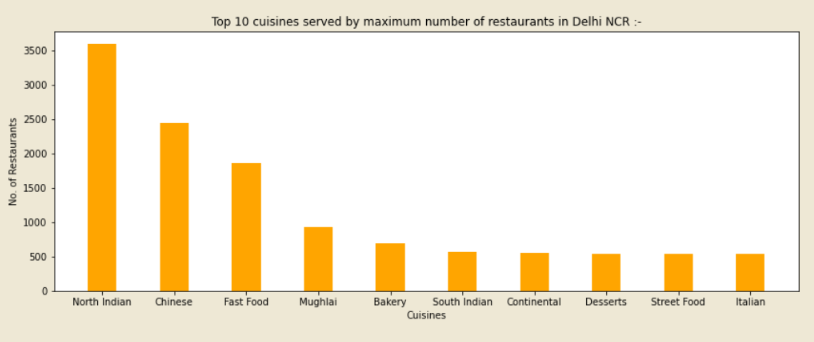 Top 10 cuisines served by maximum number of restaurants in Delhi NCR :-
3500
3000
2500
2000
1500
1000
500
0
No. of Restaurants
North Indian Chinese Fast Food Mughlai Bakery South Indian Continental Desserts Street Food Italian
Cuisines